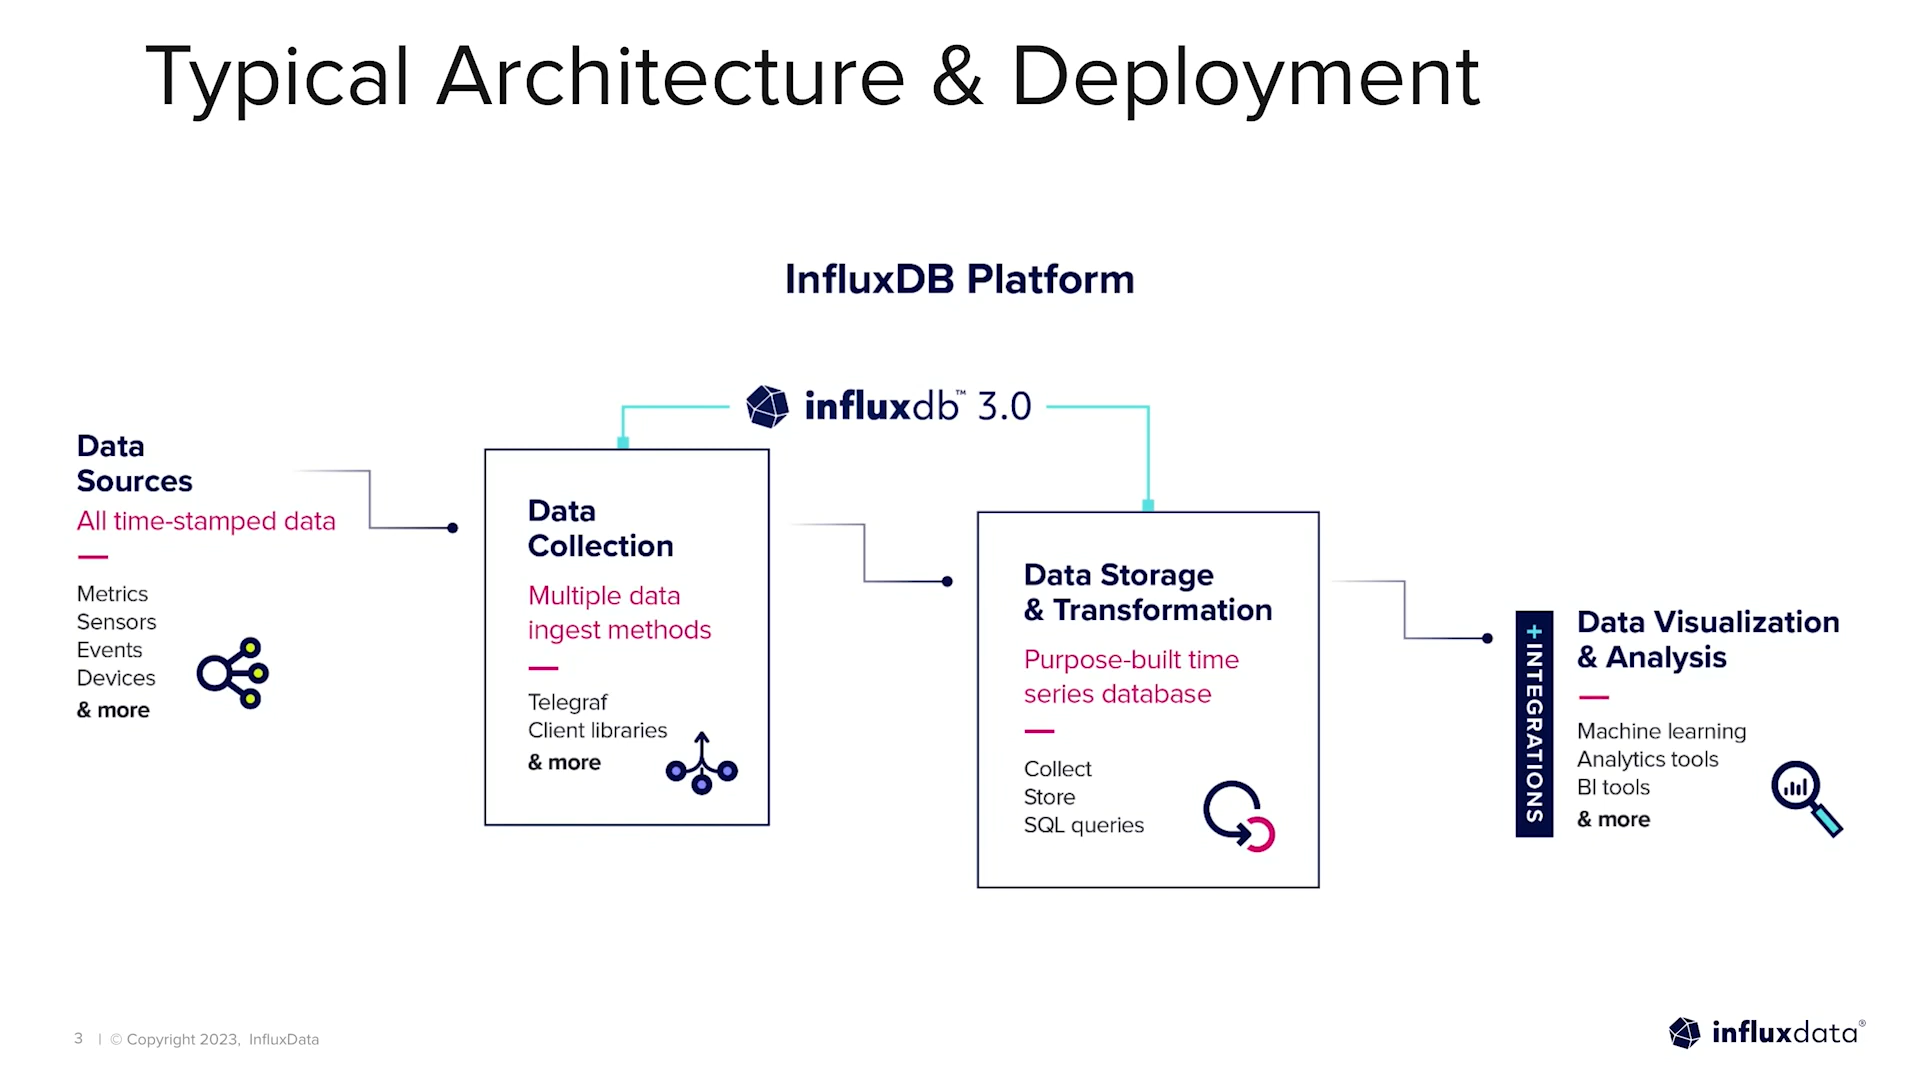 Typical Architecture & Deployment
InfluxDB Platform
influxdb™ 3.0
Data
Sources
All time-stamped data
Metrics
Sensors
Events
Devices
& more
Data
Collection
Multiple data
ingest methods
Telegraf
Client libraries
& more
Data Storage
& Transformation
Purpose-built time
series database
Collect
Store
SQL queries
+INTEGRATIONS
Data Visualization
& Analysis
Machine learning
Analytics tools
BI tools
& more
3 | © Copyright 2023, InfluxData
influxdata®